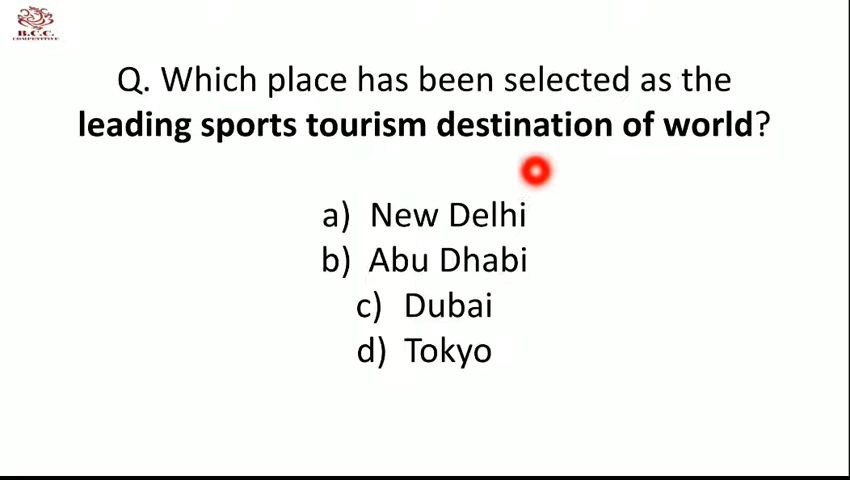 B.C.C.
COMPETITIVE
Q. Which place has been selected as the
leading sports tourism destination of world?
a) New Delhi
b) Abu Dhabi
c) Dubai
d) Tokyo